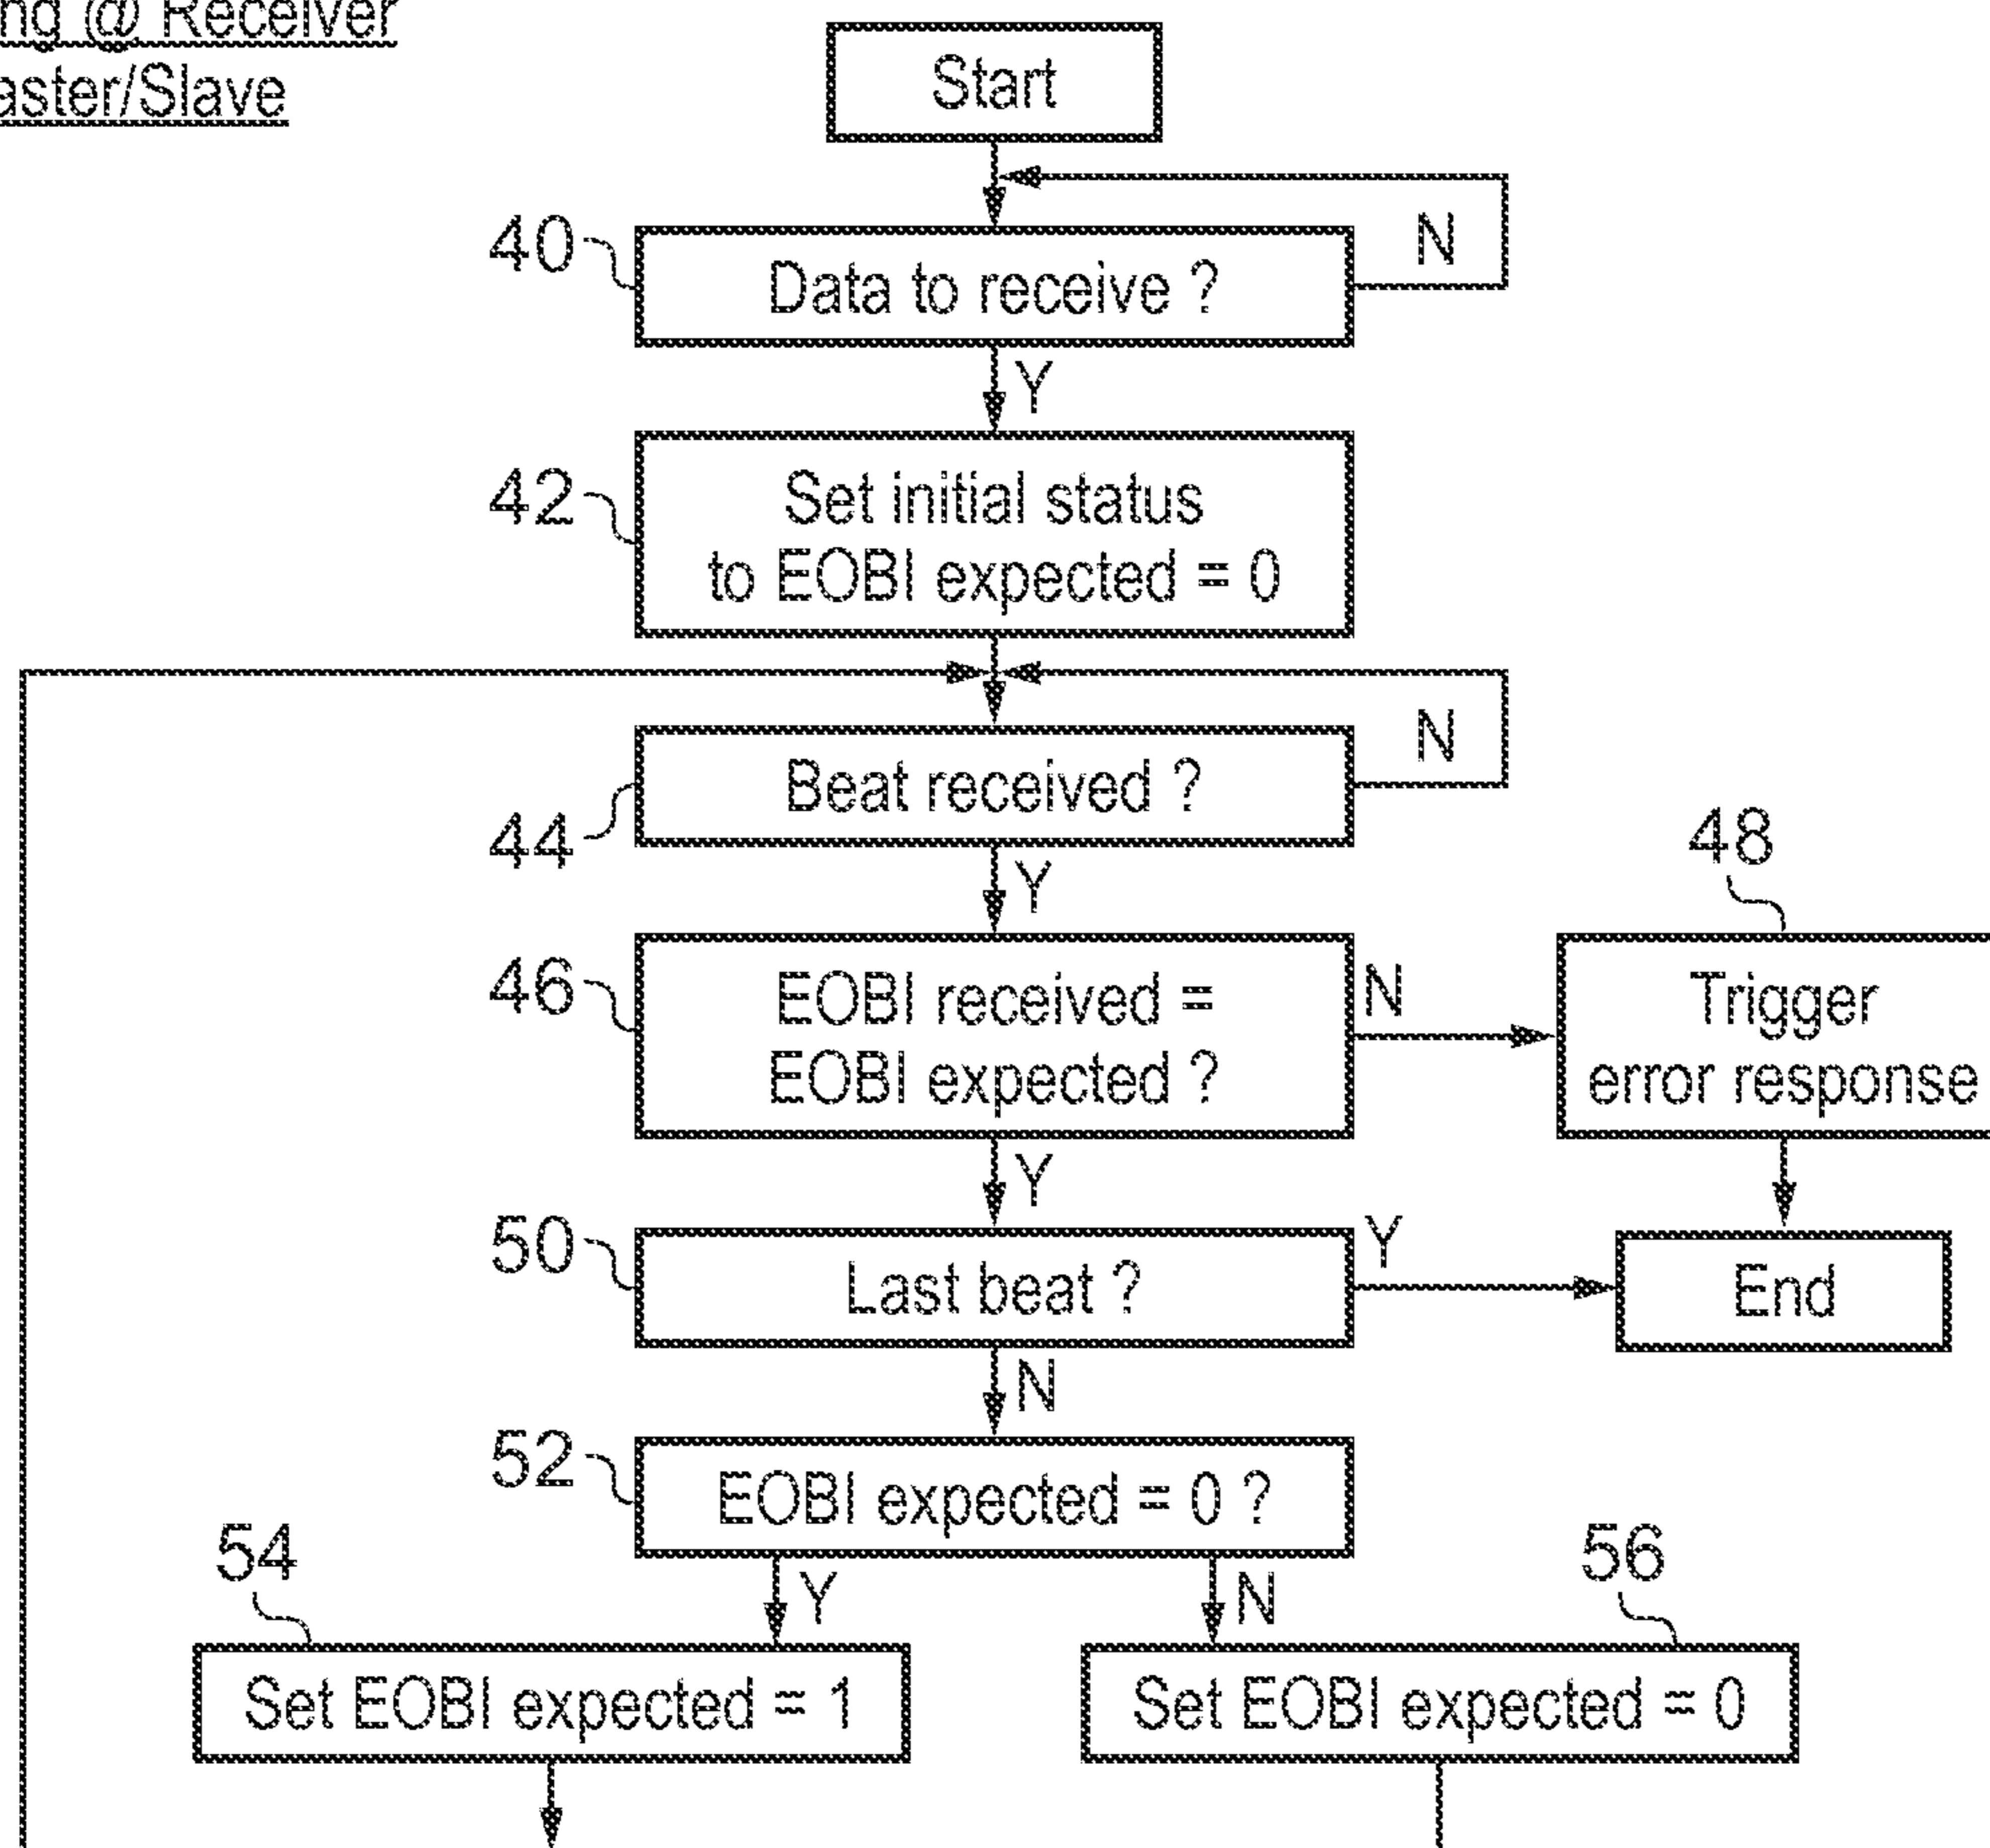 @ Receiver
/Slave
Start
N
40
Data to receive ?
Y
42
Set initial status
to EOBI expected = 0
N
Beat received ?
44
Y
48
46
EOBI received =
EOBI expected ?
N
Trigger
error response
Y
50
Last beat ?
Y
End
N
52
EOBI expected = 0 ?
54
Y
N
56
Set EOBI expected = 1
Set EOBI expected = 0